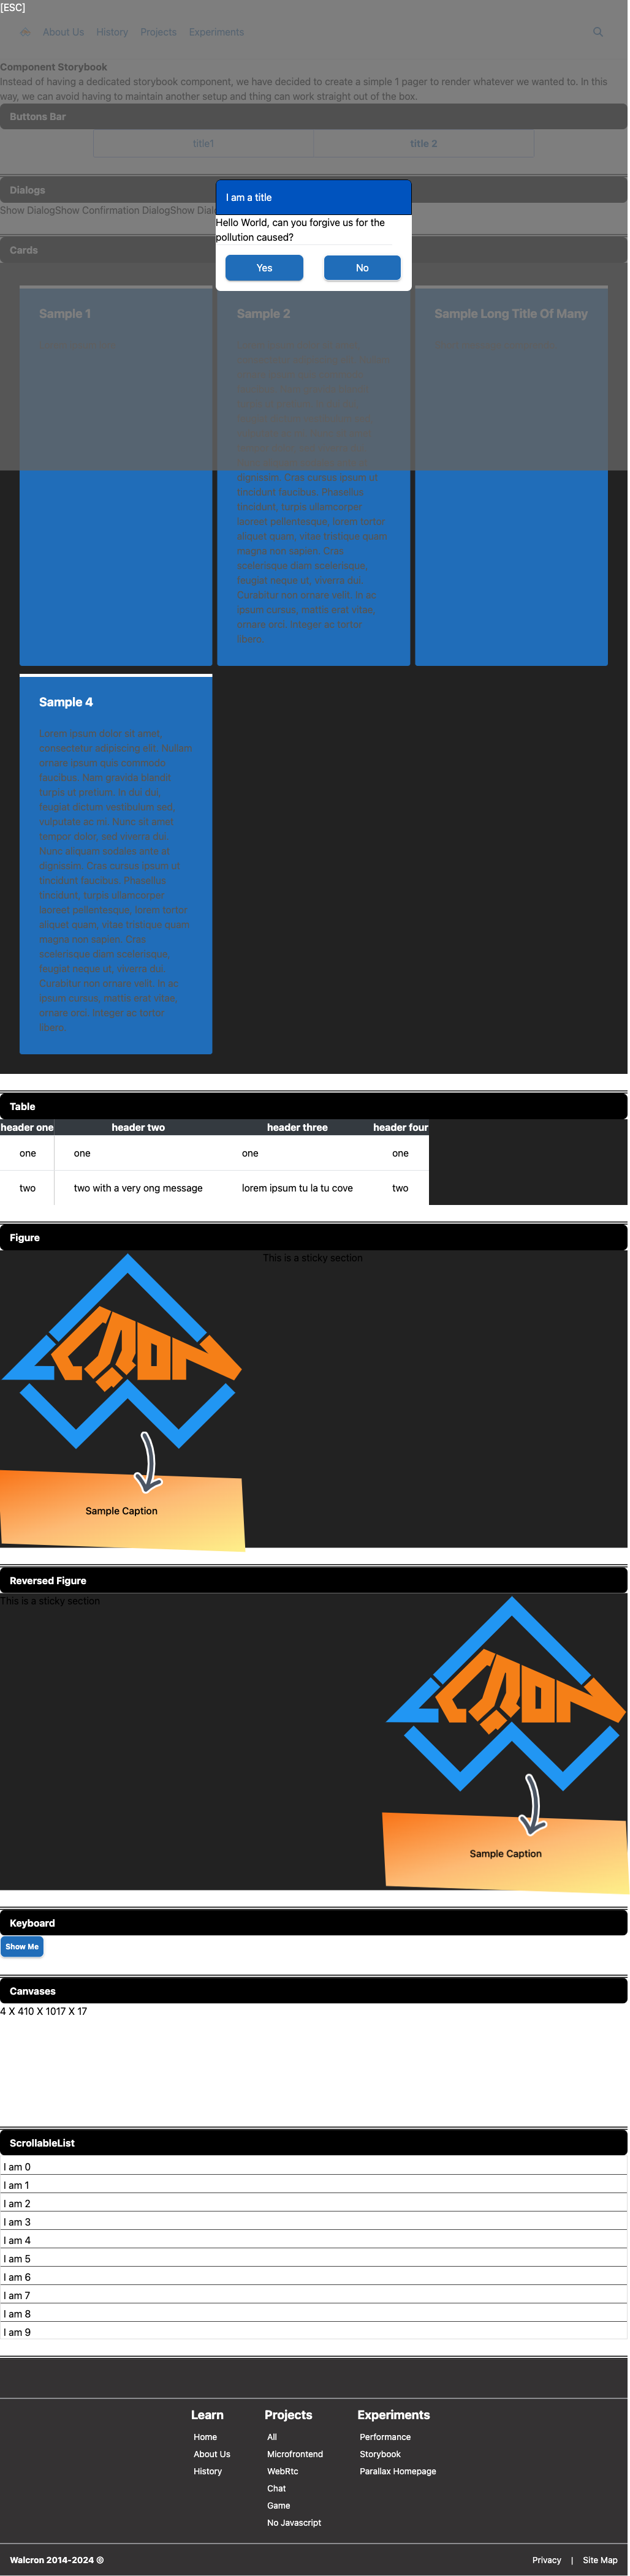 [ESC]
About Us History Projects Experiments
Component Storybook
Instead of having a dedicated storybook component, we have decided to create a simple 1 pager to render whatever we wanted to. In this
way, we can avoid having to maintain another setup and thing can work straight out of the box.
Buttons Bar
title1 title 2
Dialogs
Show DialogShow Confirmation DialogShow
I am a title
Hello World, can you forgive us for the
pollution caused?
Yes No
Cards
Sample 1 Sample 2 Sample Long Title Of Many
dignissim. Cras cursus ipsum ut
tincidunt faucibus. Phasellus
tincidunt, turpis ullamcorper
laoreet pellentesque, lorem tortor
aliquet quam, vitae tristique quam
magna non sapien. Cras
scelerisque diam scelerisque,
feugiat neque ut, viverra dui.
Curabitur non ornare velit. In ac
ipsum cursus, mattis erat vitae,
ornare orci. Integer ac tortor
libero.
Sample 4
Lorem ipsum dolor sit amet,
consectetur adipiscing elit. Nullam
ornare ipsum quis commodo
faucibus. Nam gravida blandit
turpis et pretium. In dui dui,
feugiat dictum vestibulum sed,
vulputate ac mi. Nunc sit amet
tempor dolor, sed viverra dui.
Nunc aliquam sodales ante et
dignissim. Cras cursus ipsum ut
tincidunt faucibus. Phasellus
tincidunt, turpis ullamcorper
laoreet pellentesque, lorem tortor
aliquet quam, vitae tristique quam
magna non sapien. Cras
scelerisque diam scelerisque,
feugiat neque ut, viverra dui.
Curabitur non ornare velit. In ac
ipsum cursus, mattis erat vitae,
ornare orci. Integer ac tortor
libero.
Table
header one header two header three header four
one one one one
two two with a very ong message lorem ipsum tu la tu cove two
Figure
This is a sticky section
Sample Caption
Reversed Figure
This is a sticky section
Sample Caption
Keyboard
Show Me
Canvases
4 X 410 X 1017 X 17
ScrollableList
I am 0
I am 1
I am 2
I am 3
I am 4
I am 5
I am 6
I am 7
I am 8
I am 9
Learn Projects Experiments
Home All Performance
About Us Microfrontend Storybook
History WebRtc Parallax Homepage
Chat
Game
No Javascript
Walcron 2014-2024 © Privacy | Site Map